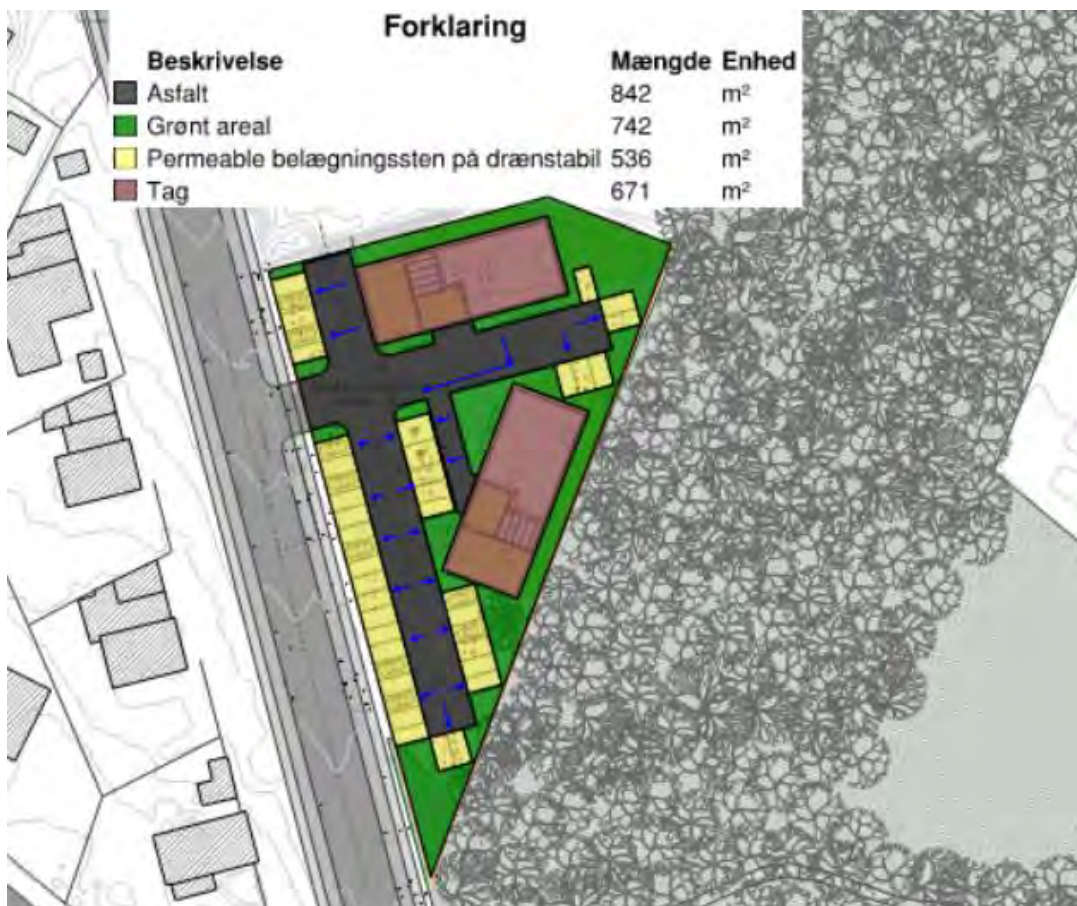 Forklaring
Beskrivelse Mængde Enhed
Asfalt 842 m²
Grønt areal 742 m²
Permeable belægningssten på drænstabil 536 m²
Tag 671 m²